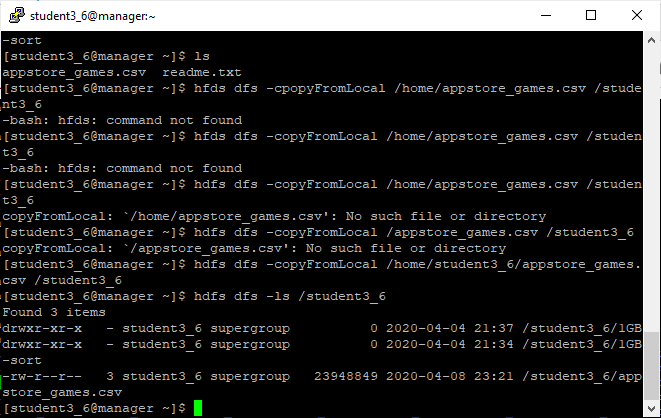 student3_6@manager:~
-sort
[student3_6@manager ~]$ ls
appstore_games.csv  readme.txt
[student3_6@manager ~]$ hfds dfs -cpopyFromLocal /home/appstore_games.csv /stude
nt3_6
-bash: hfds: command not found
[student3_6@manager ~]$ hfds dfs -copyFromLocal /home/appstore_games.csv /studen
t3_6
-bash: hfds: command not found
[student3_6@manager ~]$ hdfs dfs -copyFromLocal /home/appstore_games.csv /studen
t3_6
copyFromLocal: `/home/appstore_games.csv': No such file or directory
[student3_6@manager ~]$ hdfs dfs -copyFromLocal /appstore_games.csv /student3_6
copyFromLocal: `/appstore_games.csv': No such file or directory
[student3_6@manager ~]$ hdfs dfs -copyFromLocal /home/student3_6/appstore_games.
csv /student3_6
[student3_6@manager ~]$ hdfs dfs -ls /student3_6
Found 3 items
drwxr-xr-x   - student3_6 supergroup          0 2020-04-04 21:37 /student3_6/1GB
drwxr-xr-x   - student3_6 supergroup          0 2020-04-04 21:34 /student3_6/1GB
-sort
-rw-r--r--   3 student3_6 supergroup   23948849 2020-04-08 23:21 /student3_6/app
store_games.csv
[student3_6@manager ~]$